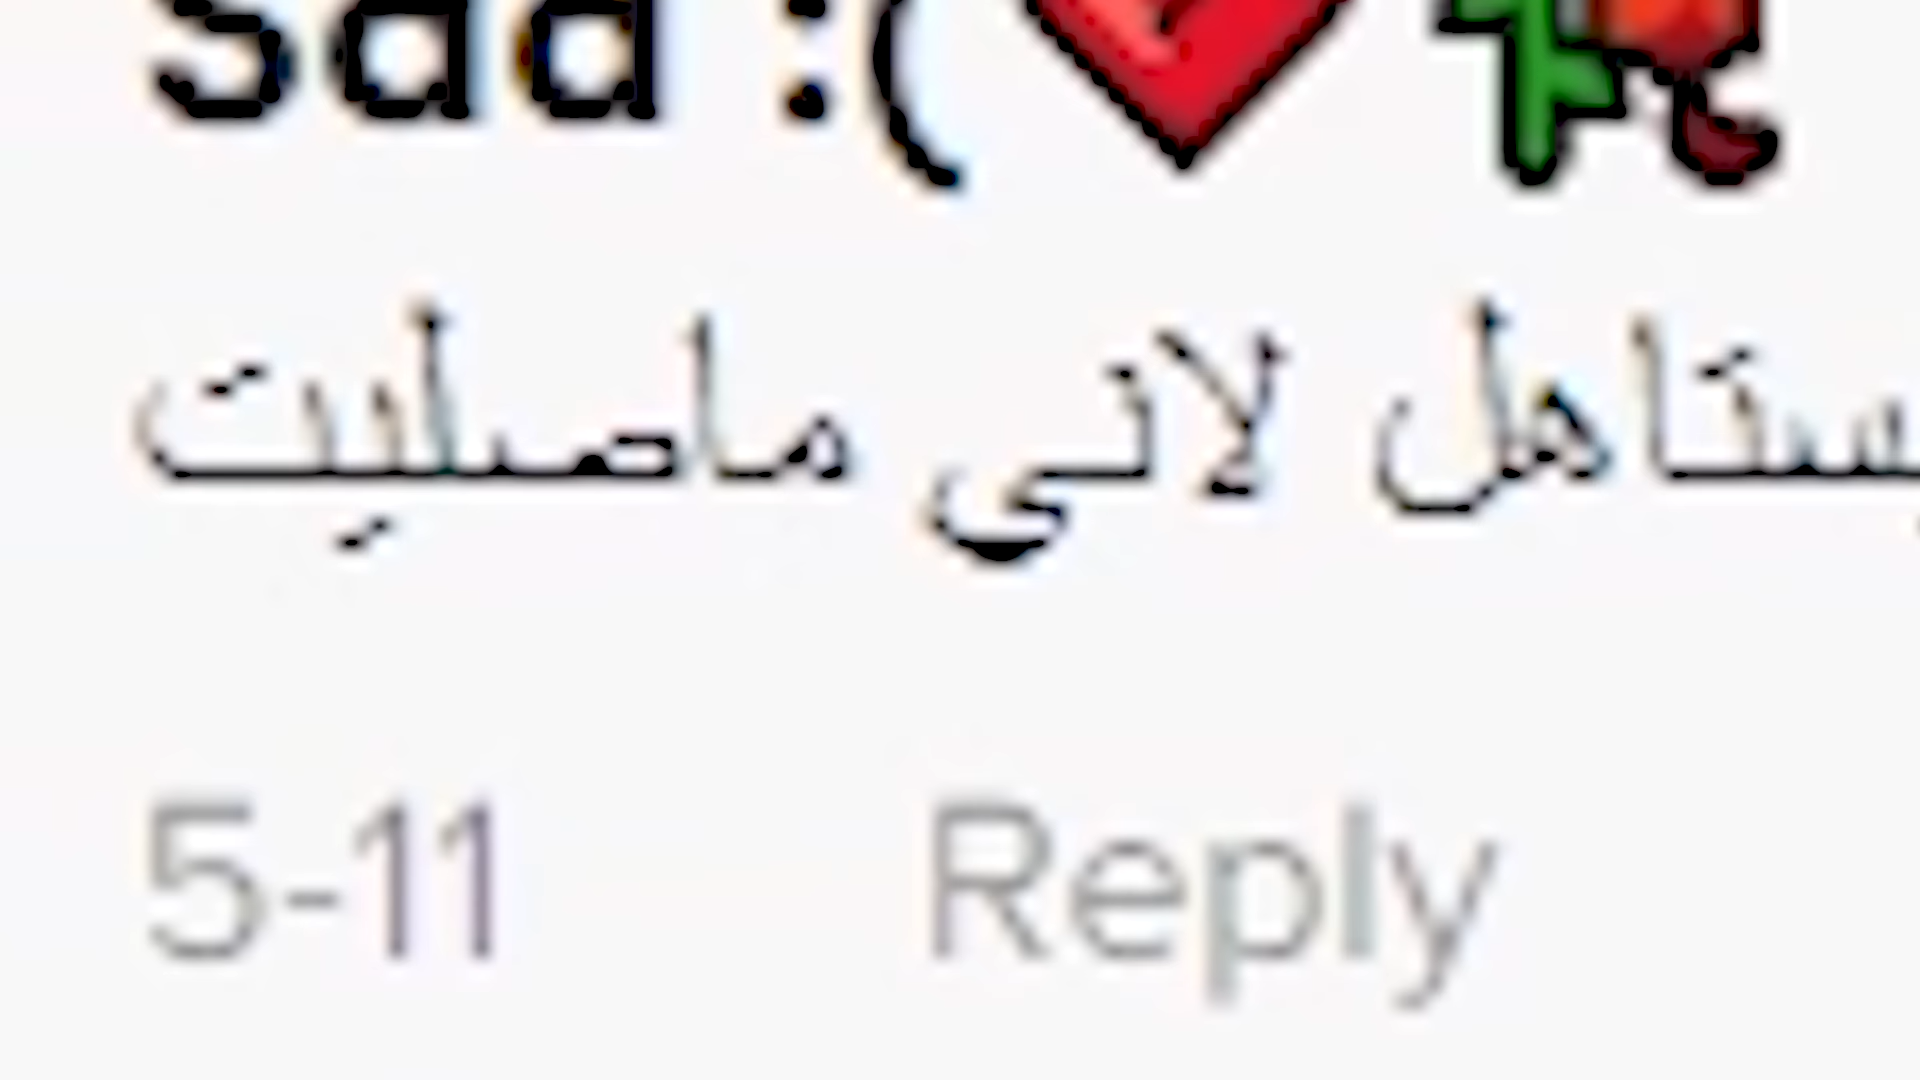 Sad :(❤️🥀
يستاهل لاني ماصليت
5-11 Reply